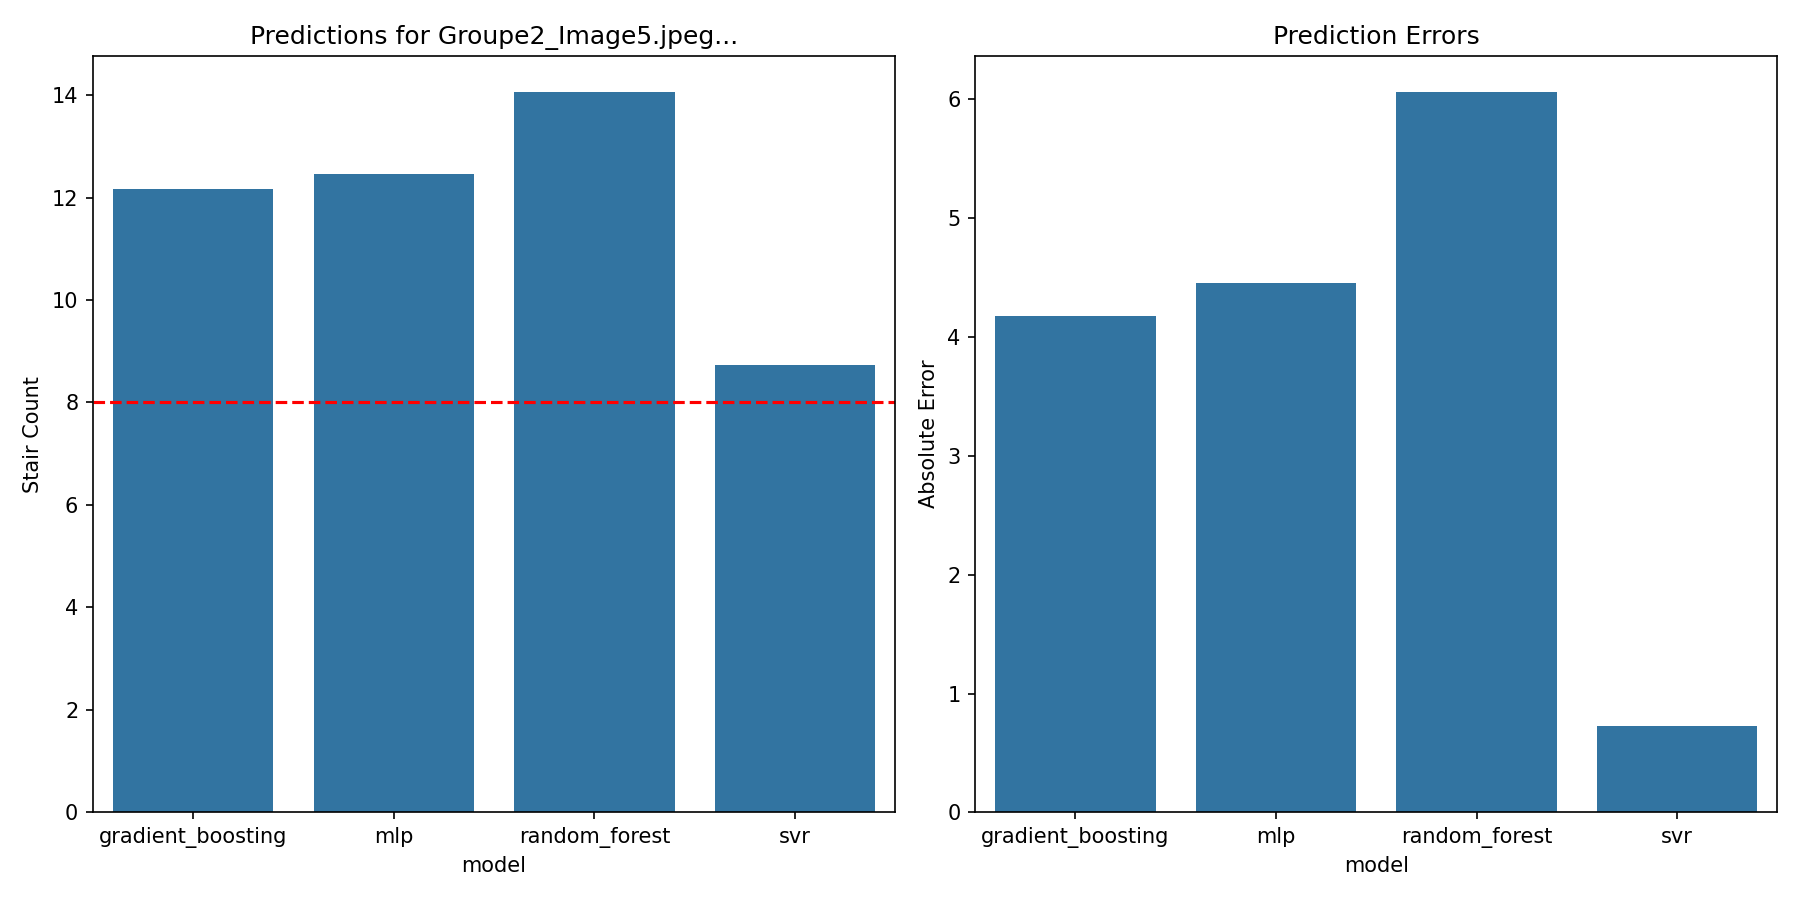 Predictions for Groupe2_Image5.jpeg...
Stair Count
14
12
10
8
6
4
2
0
gradient_boosting mlp random_forest svr
model
Prediction Errors
Absolute Error
6
5
4
3
2
1
0
gradient_boosting mlp random_forest svr
model